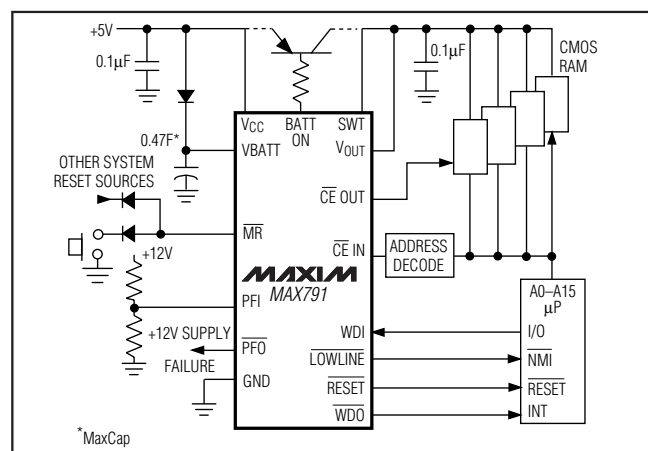 +5V
0.1µF
0.1µF
CMOS
RAM
0.47F*
VCC
BATT
ON
SWT
VBATT
VOUT
OTHER SYSTEM
RESET SOURCES
CE OUT
MR
CE IN
ADDRESS
DECODE
+12V
MAXIM
MAX791
A0–A15
µP
PFI
WDI
I/O
+12V SUPPLY
FAILURE
PFO
LOWLINE
NMI
GND
RESET
RESET
WDO
INT
*MaxCap